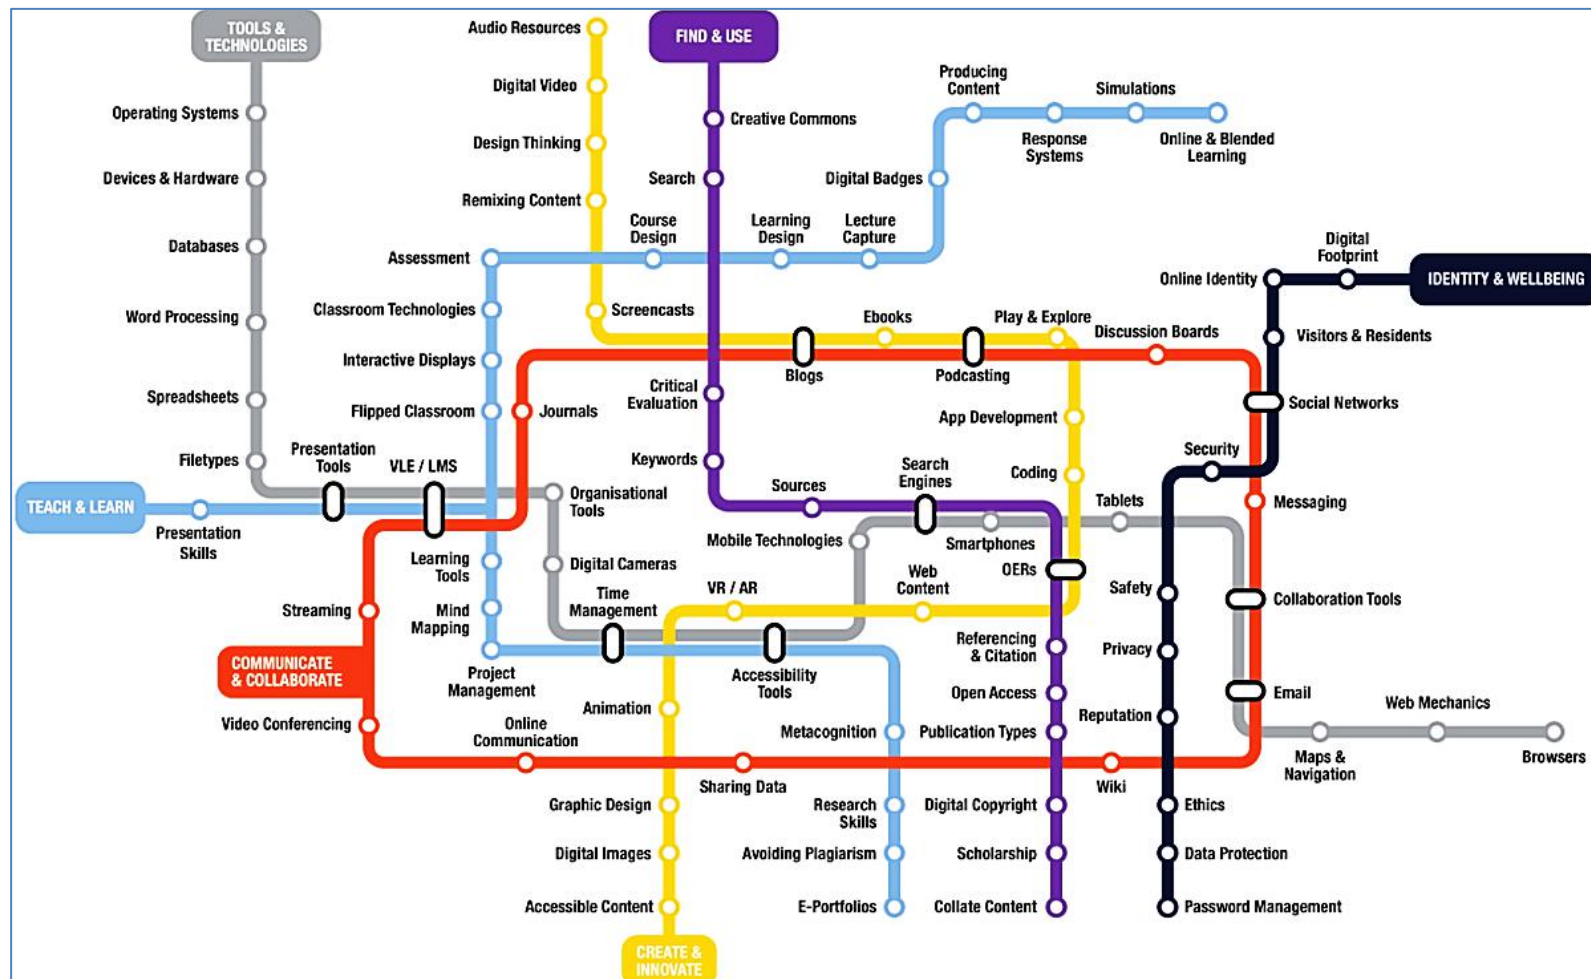 TOOLS &
TECHNOLOGIES
Audio Resources
FIND & USE
Digital Video
Producing
Content
Simulations
Operating Systems
Creative Commons
Design Thinking
Response
Systems
Online & Blended
Learning
Devices & Hardware
Search
Digital Badges
Remixing Content
Course
Design
Learning
Design
Lecture
Capture
Databases
Assessment
Digital
Footprint
Online Identity
IDENTITY & WELLBEING
Classroom Technologies
Screencasts
Word Processing
Ebooks
Play & Explore
Discussion Boards
Visitors & Residents
Interactive Displays
Blogs
Podcasting
Critical
Evaluation
Spreadsheets
Flipped Classroom
Journals
Social Networks
App Development
Filetypes
Presentation
Tools
VLE / LMS
Keywords
Search
Engines
Coding
Security
TEACH & LEARN
Organisational
Tools
Sources
Tablets
Messaging
Presentation
Skills
Mobile Technologies
Smartphones
Learning
Tools
Digital Cameras
OERs
Time
Management
VR / AR
Web
Content
Safety
Collaboration Tools
Streaming
Mind
Mapping
COMMUNICATE
& COLLABORATE
Project
Management
Accessibility
Tools
Referencing
& Citation
Privacy
Open Access
Email
Animation
Video Conferencing
Online
Communication
Metacognition
Publication Types
Reputation
Web Mechanics
Maps &
Navigation
Browsers
Sharing Data
Wiki
Graphic Design
Research
Skills
Digital Copyright
Ethics
Digital Images
Avoiding Plagiarism
Scholarship
Data Protection
Accessible Content
E-Portfolios
Collate Content
Password Management
CREATE &
INNOVATE